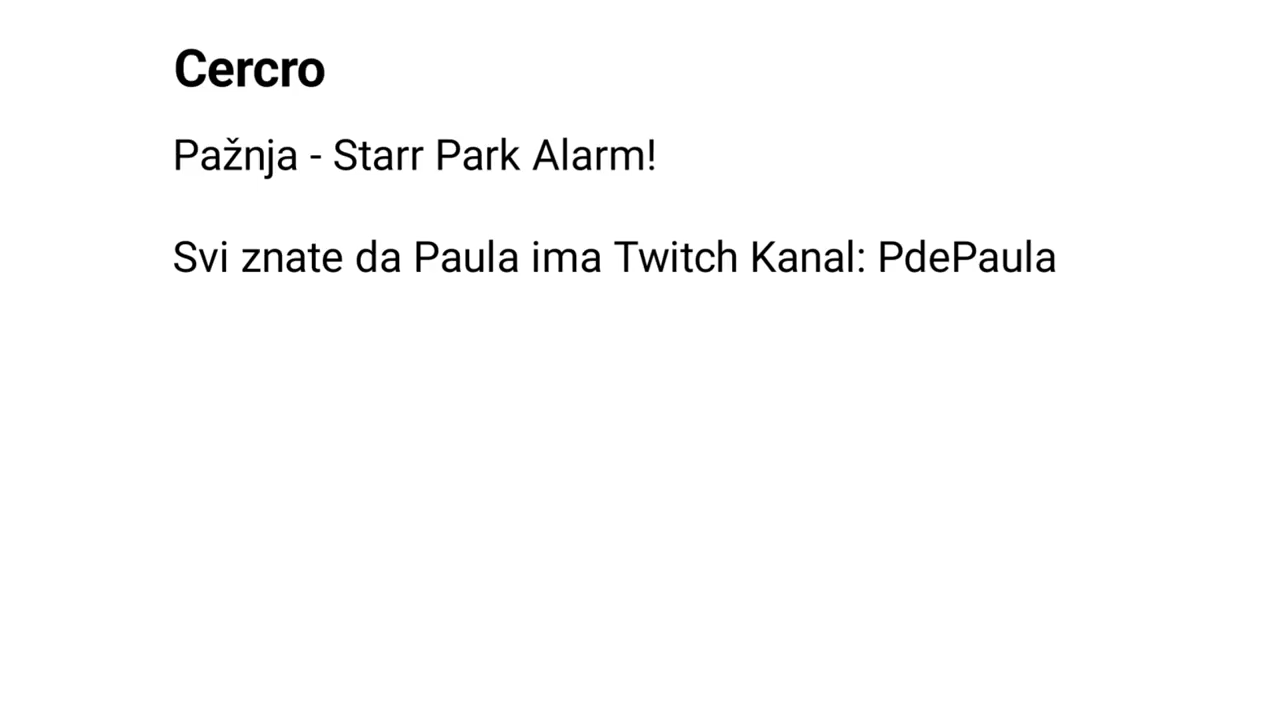 Cercro
Pažnja - Starr Park Alarm!
Svi znate da Paula ima Twitch Kanal: PdePaula